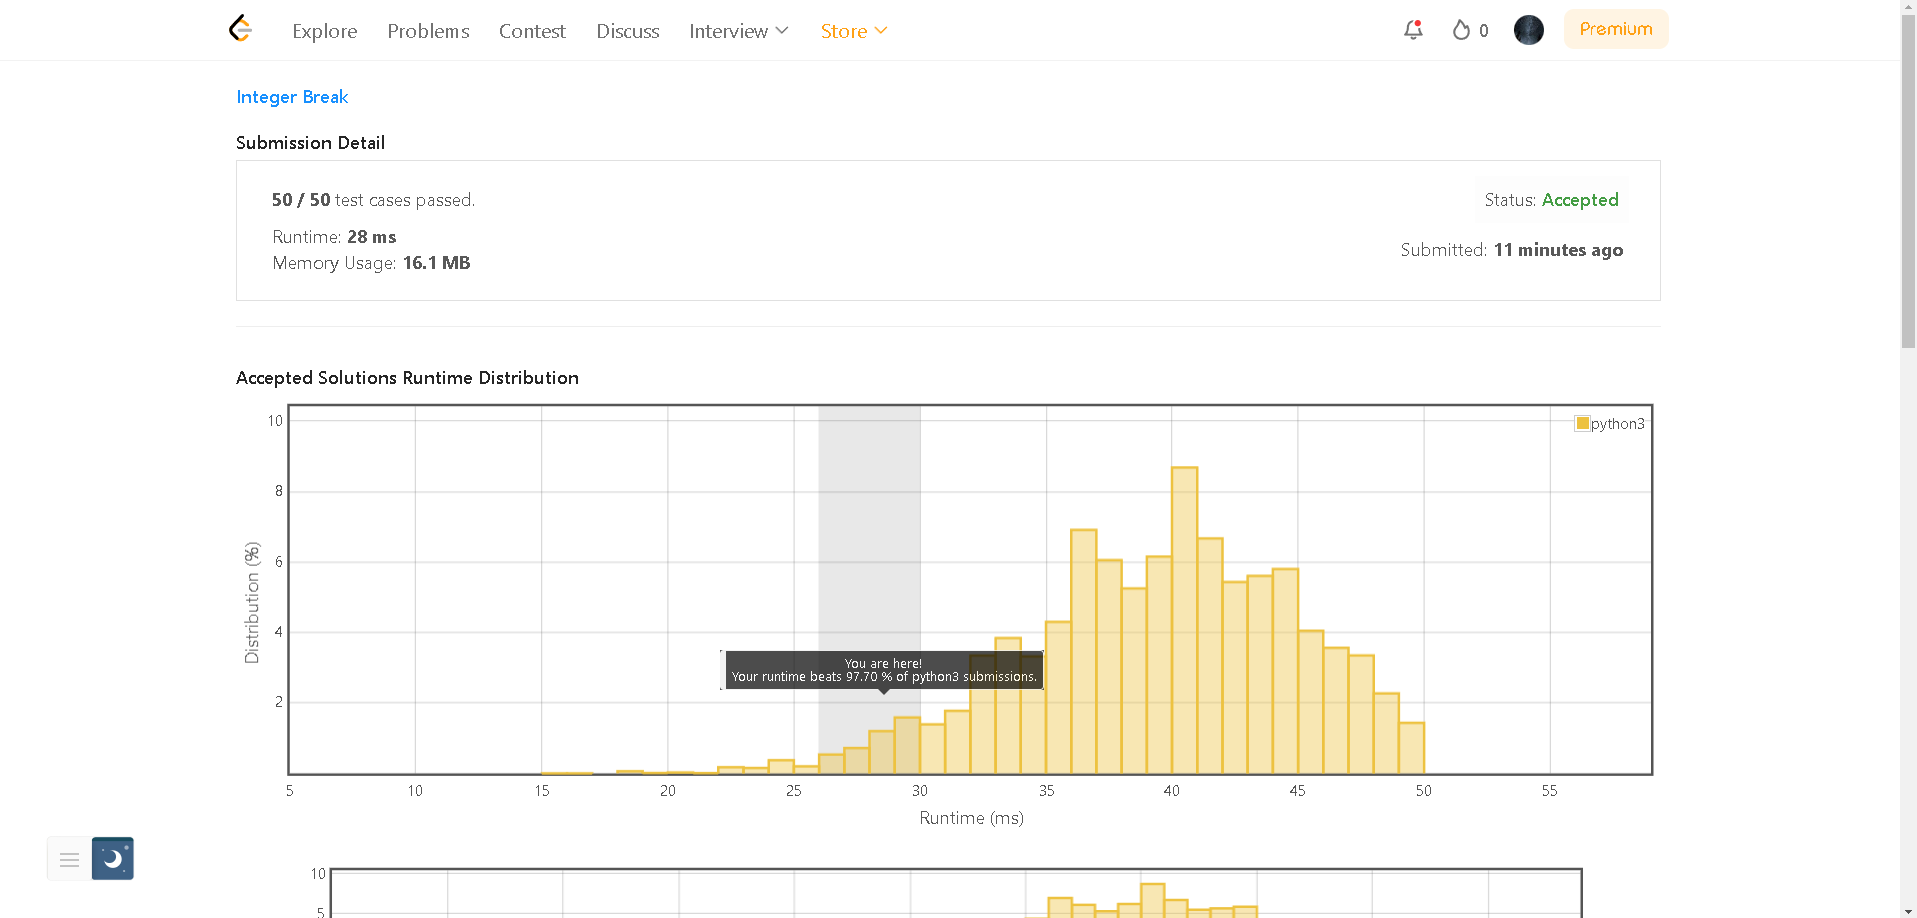 Explore Problems Contest Discuss Interview Store 0 Premium
Integer Break
Submission Detail
50 / 50 test cases passed.
Status: Accepted
Runtime: 28 ms
Submitted: 11 minutes ago
Memory Usage: 16.1 MB
Accepted Solutions Runtime Distribution
10
8
6
4
2
Distribution (%)
python3
You are here!
Your runtime beats 97.70 % of python3 submissions.
5 10 15 20 25 30 35 40 45 50 55
Runtime (ms)
10
5